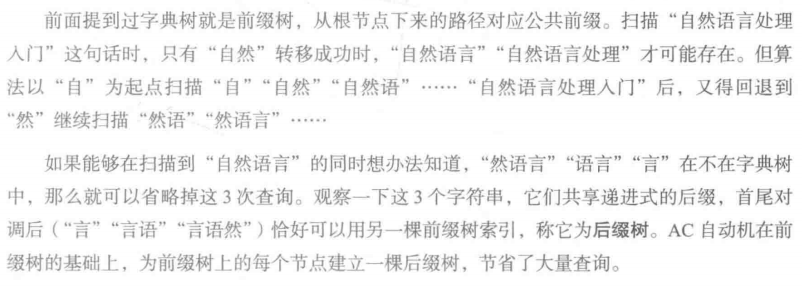 前面提到过字典树就是前缀树，从根节点下来的路径对应公共前缀。扫描“自然语言处理
入门”这句话时，只有“自然”转移成功时，“自然语言”“自然语言处理”才可能存在。但算
法以“自”为起点扫描“自”“自然”“自然语”……“自然语言处理入门”后，又得回退到
“然”继续扫描“然语”“然语言”……
如果能够在扫描到“自然语言”的同时想办法知道，“然语言”“语言”“言”在不在字典树
中，那么就可以省略掉这 3 次查询。观察一下这 3 个字符串，它们共享递进式的后缀，首尾对
调后（“言”“言语”“言语然”）恰好可以用另一棵前缀树索引，称它为后缀树。AC 自动机在前
缀树的基础上，为前缀树上的每个节点建立一棵后缀树，节省了大量查询。